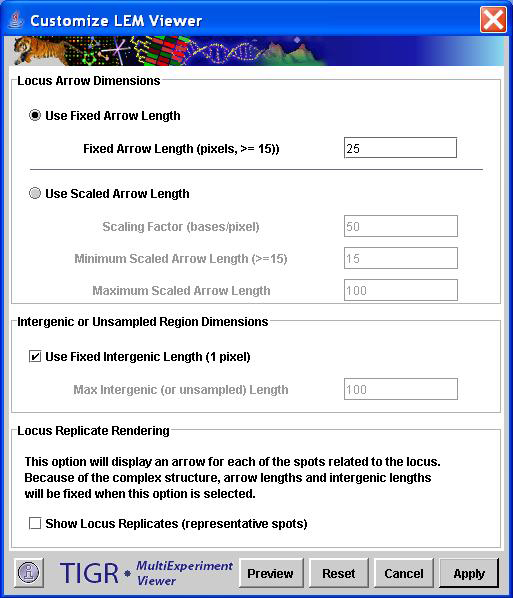 Customize LEM Viewer
Locus Arrow Dimensions
Use Fixed Arrow Length
Fixed Arrow Length (pixels, >= 15)) 25
Use Scaled Arrow Length
Scaling Factor (bases/pixel) 50
Minimum Scaled Arrow Length (>=15) 15
Maximum Scaled Arrow Length 100
Intergenic or Unsampled Region Dimensions
Use Fixed Intergenic Length (1 pixel)
Max Intergenic (or unsampled) Length 100
Locus Replicate Rendering
This option will display an arrow for each of the spots related to the locus.
Because of the complex structure, arrow lengths and intergenic lengths
will be fixed when this option is selected.
Show Locus Replicates (representative spots)
TIGR • MultiExperiment
Viewer
Preview Reset Cancel Apply